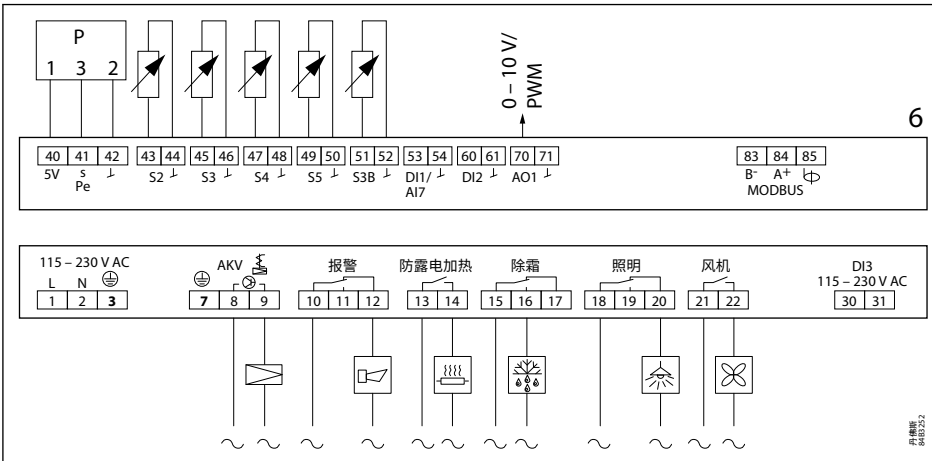 P
1 3 2
0 – 10 V/
PWM
6
40 41 42 43 44 45 46 47 48 49 50 51 52 53 54 60 61 70 71 83 84 85
5V s S2 S3 S4 S5 S3B DI1/ DI2 AO1 B- A+
Pe AI7 MODBUS
115 – 230 V AC AKV 报警 防露电加热 除霜 照明 风机 DI3
L N 115 – 230 V AC
1 2 3 7 8 9 10 11 12 13 14 15 16 17 18 19 20 21 22 30 31
丹佛斯
84B3252